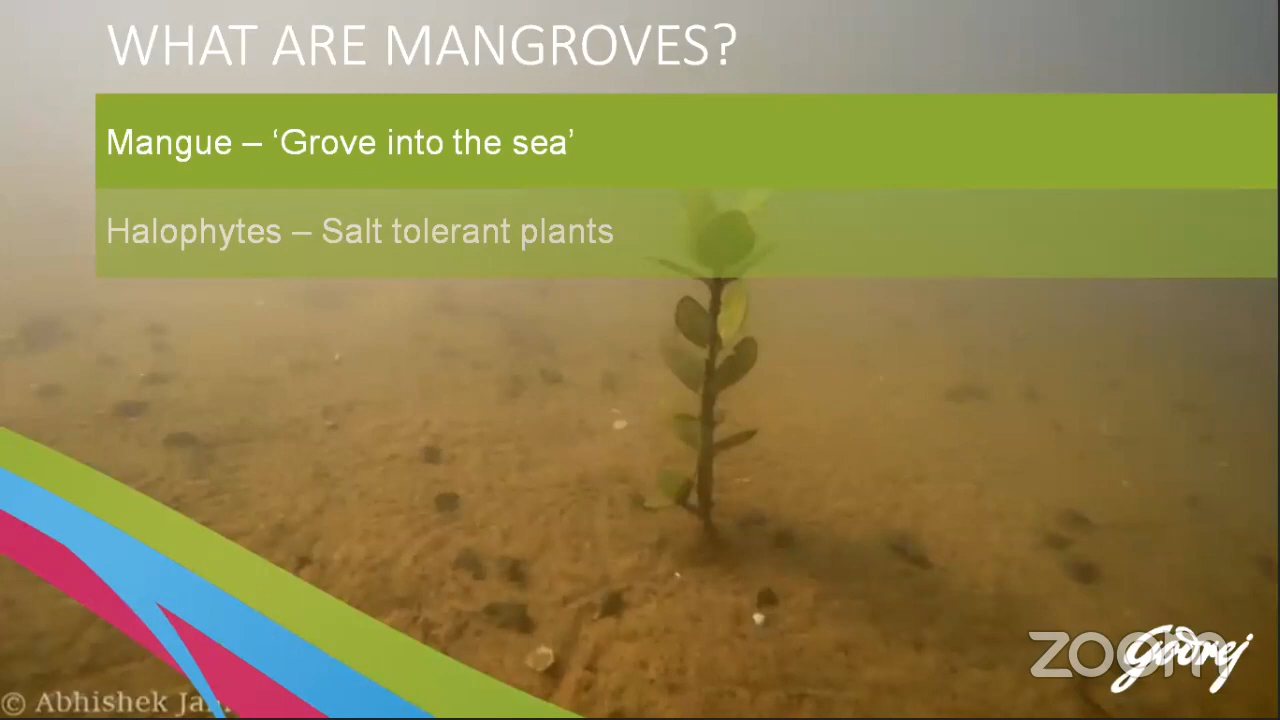 WHAT ARE MANGROVES?
Mangue – ‘Grove into the sea’
Halophytes – Salt tolerant plants
zoom
Godrej
© Abhishek